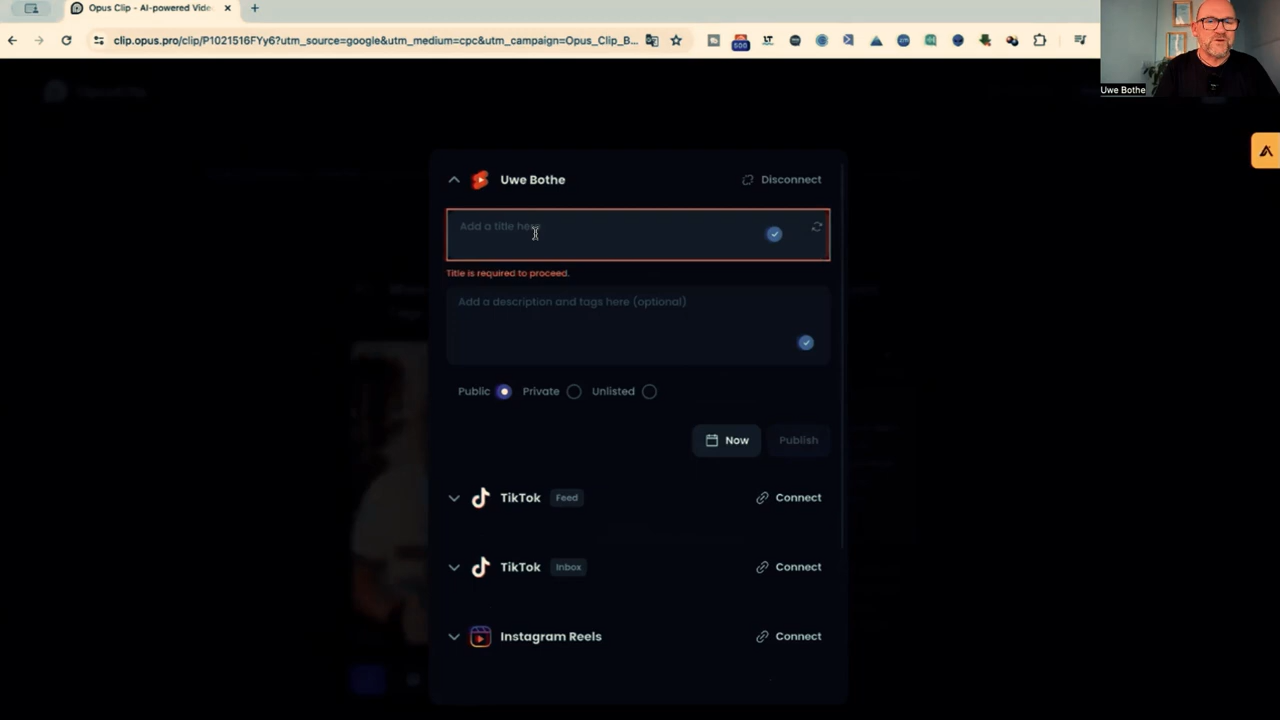 Opus Clip - AI-powered Vide
clip.opus.pro/clip/P1021516FYy6?utm_source=google&utm_medium=cpc&utm_campaign=Opus_Clip_B...
500
LT
Uwe Bothe
Uwe Bothe
Disconnect
Add a title here
Title is required to proceed.
Add a description and tags here (optional)
Public
Private
Unlisted
Now
Publish
TikTok
Feed
Connect
TikTok
Inbox
Connect
Instagram Reels
Connect